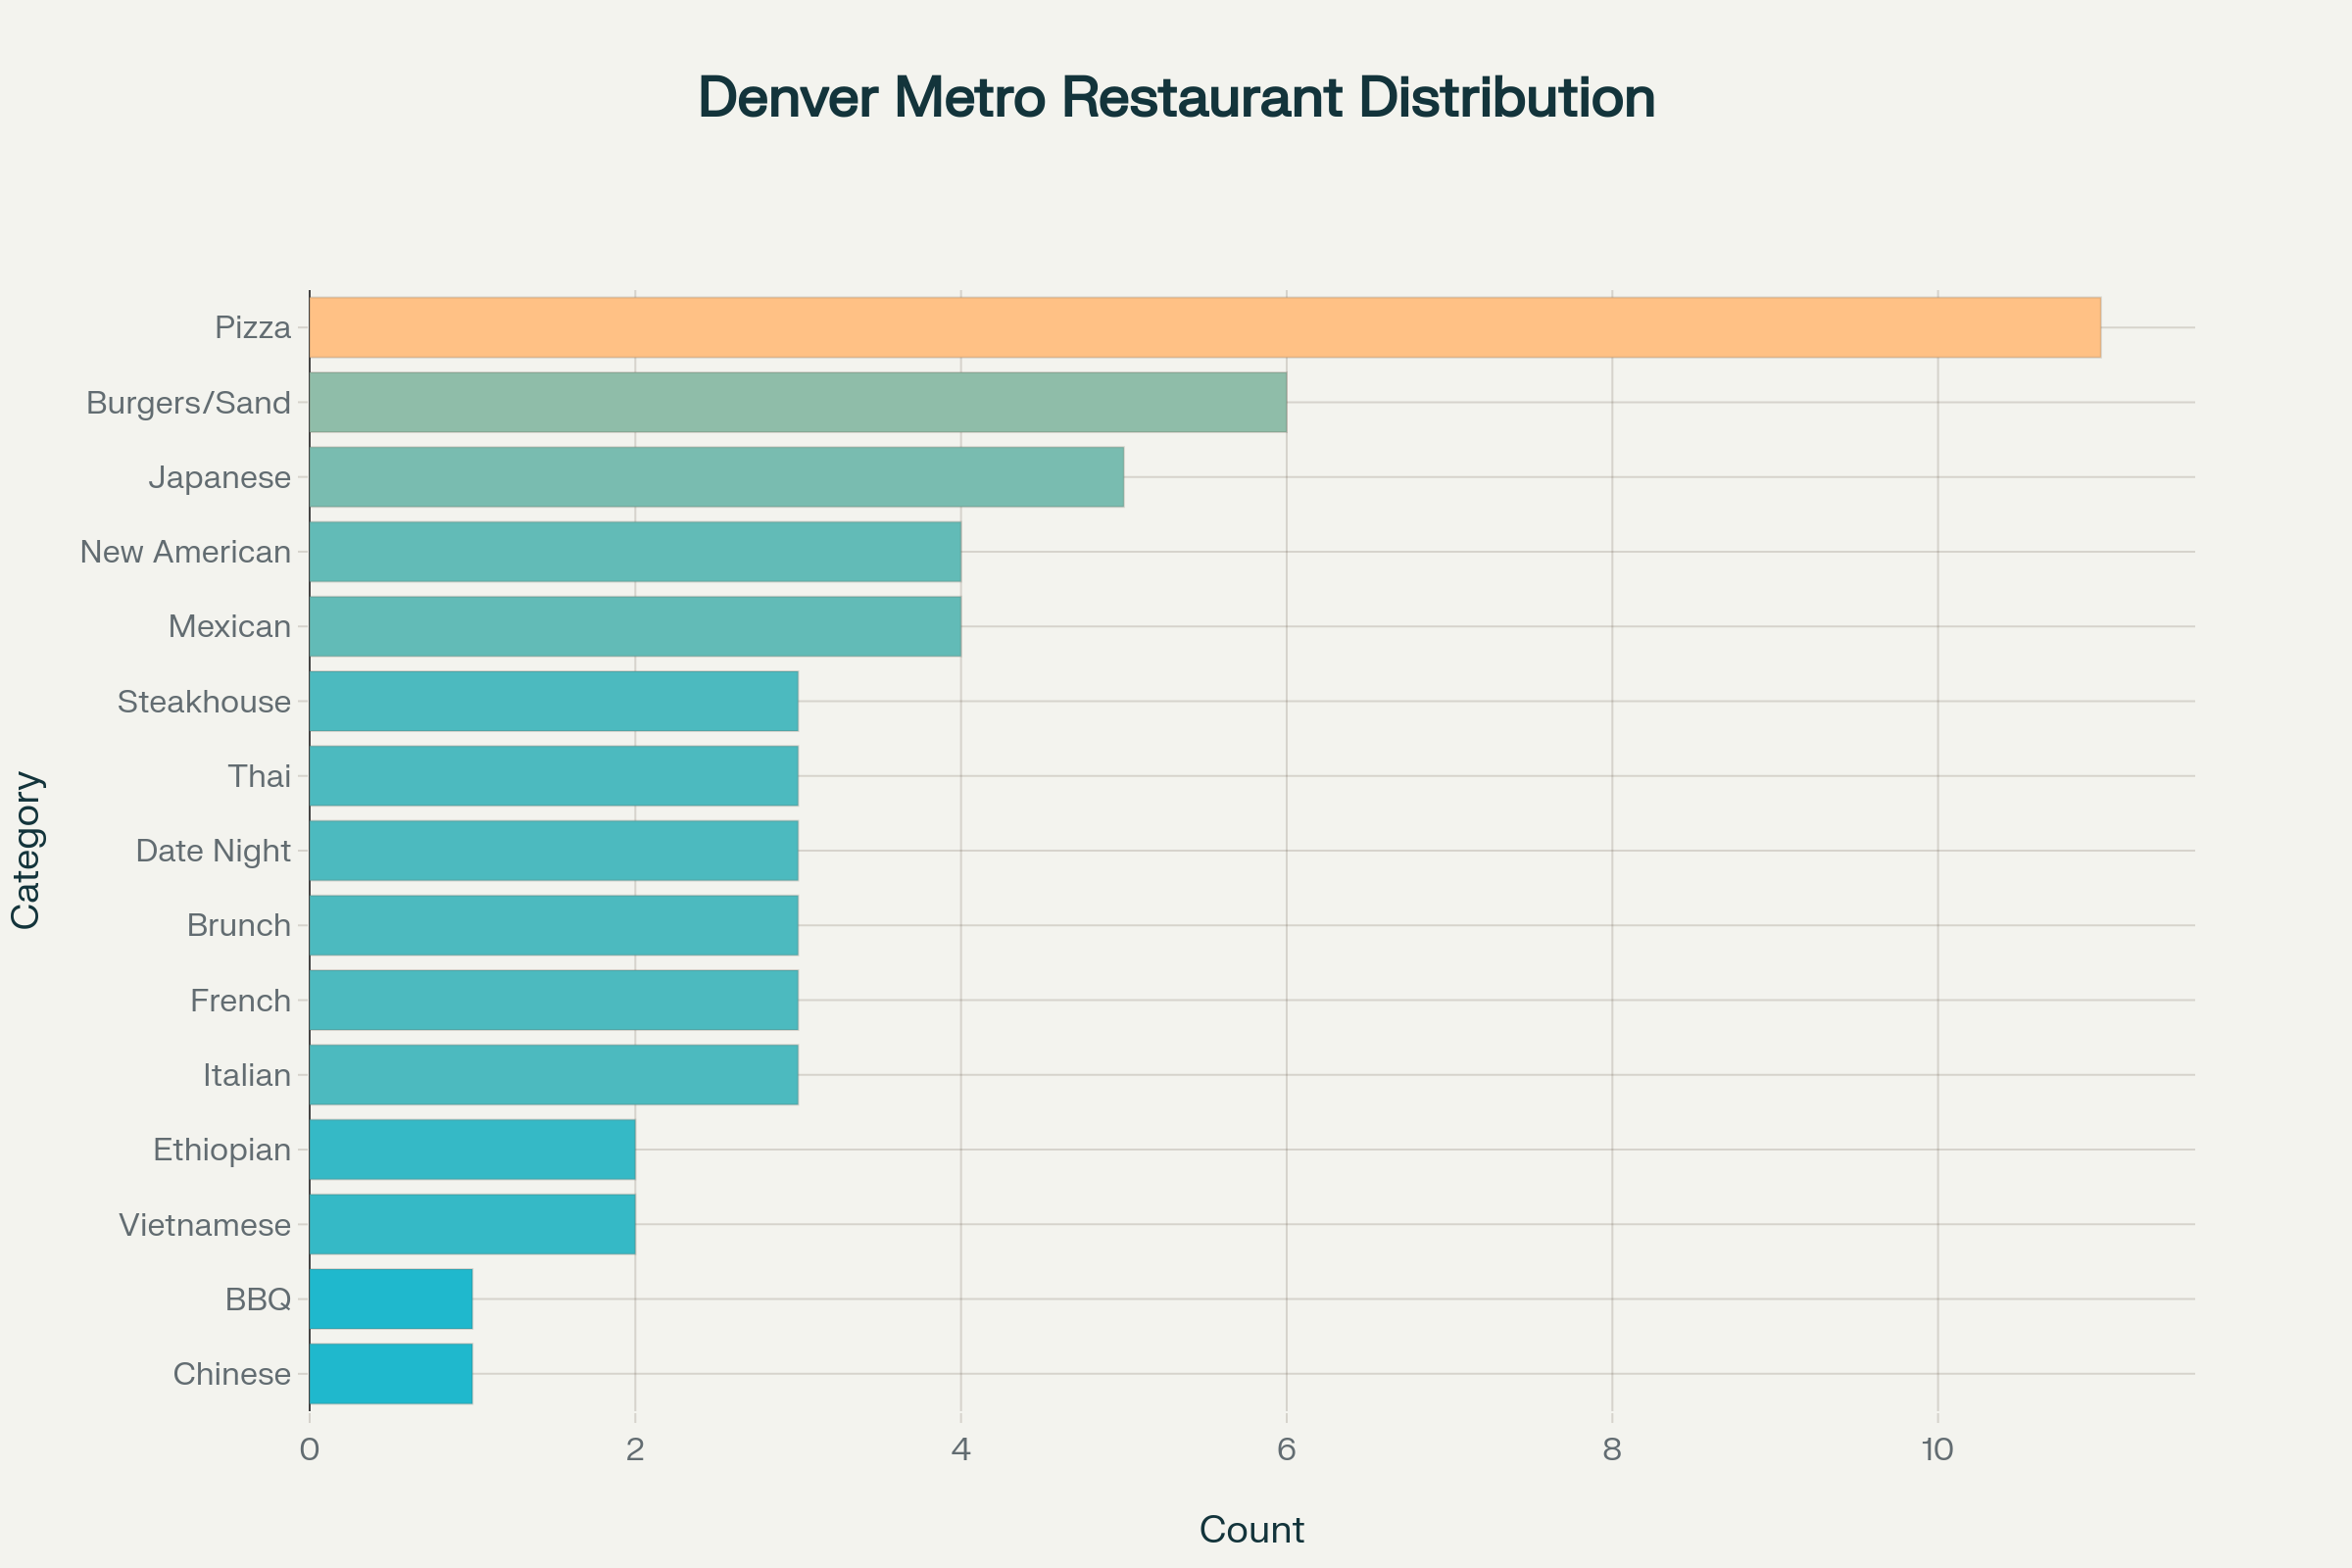 Denver Metro Restaurant Distribution
Pizza
Burgers/Sand
Japanese
New American
Mexican
Steakhouse
Thai
Date Night
Brunch
French
Italian
Ethiopian
Vietnamese
BBQ
Chinese
Category
0 2 4 6 8 10
Count